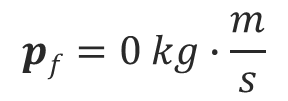 𝒑_f = 0 kg · m/s